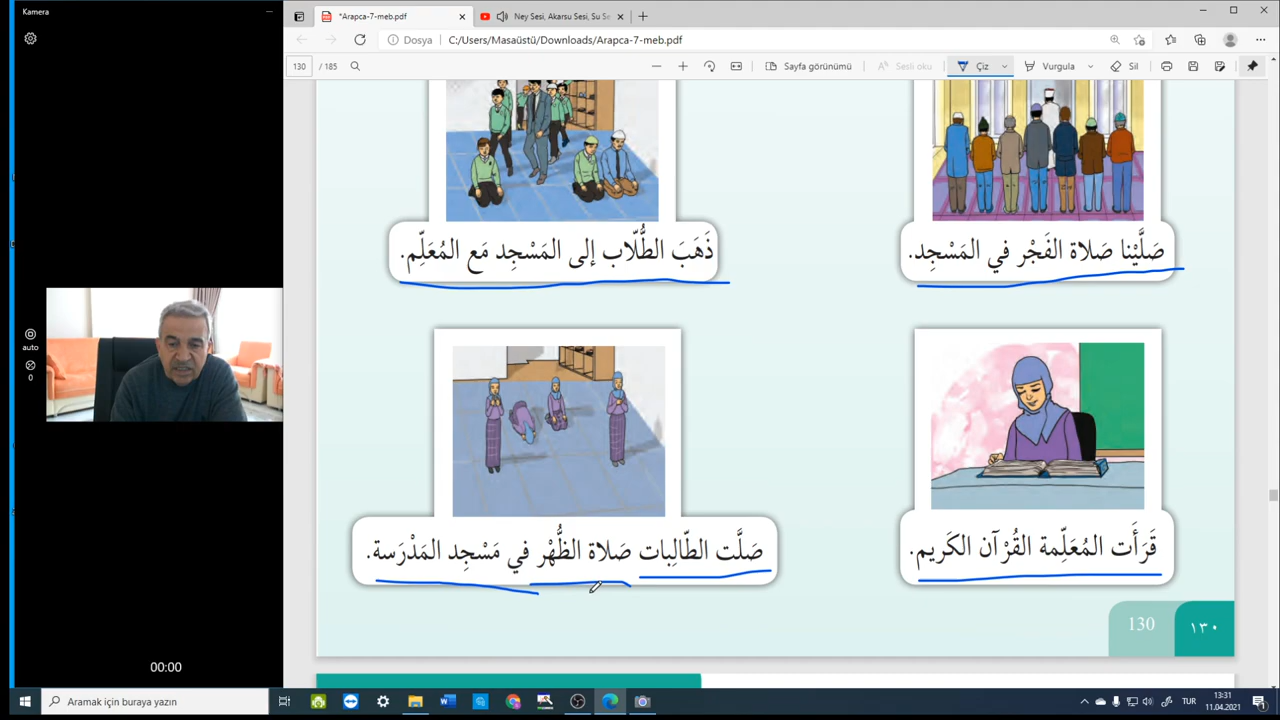 Kamera
*Arapca-7-meb.pdf
Ney Sesi, Akarsu Sesi, Su Se
Dosya
C:/Users/Masaüstü/Downloads/Arapca-7-meb.pdf
130
/ 185
Sayfa görünümü
Sesli oku
Çiz
Vurgula
Sil
صَلَّيْنا صَلاة الفَجْر في المَسْجِد.
ذَهَبَ الطُّلّاب إلى المَسْجِد مَع المُعَلِّم.
قَرَأَت المُعَلِّمة القُرْآن الكَريم.
صَلَّت الطّالِبات صَلاة الظُّهْر في مَسْجِد المَدْرَسة.
130
١٣٠
auto
0
00:00
Aramak için buraya yazın
TUR
13:31
11.04.2021